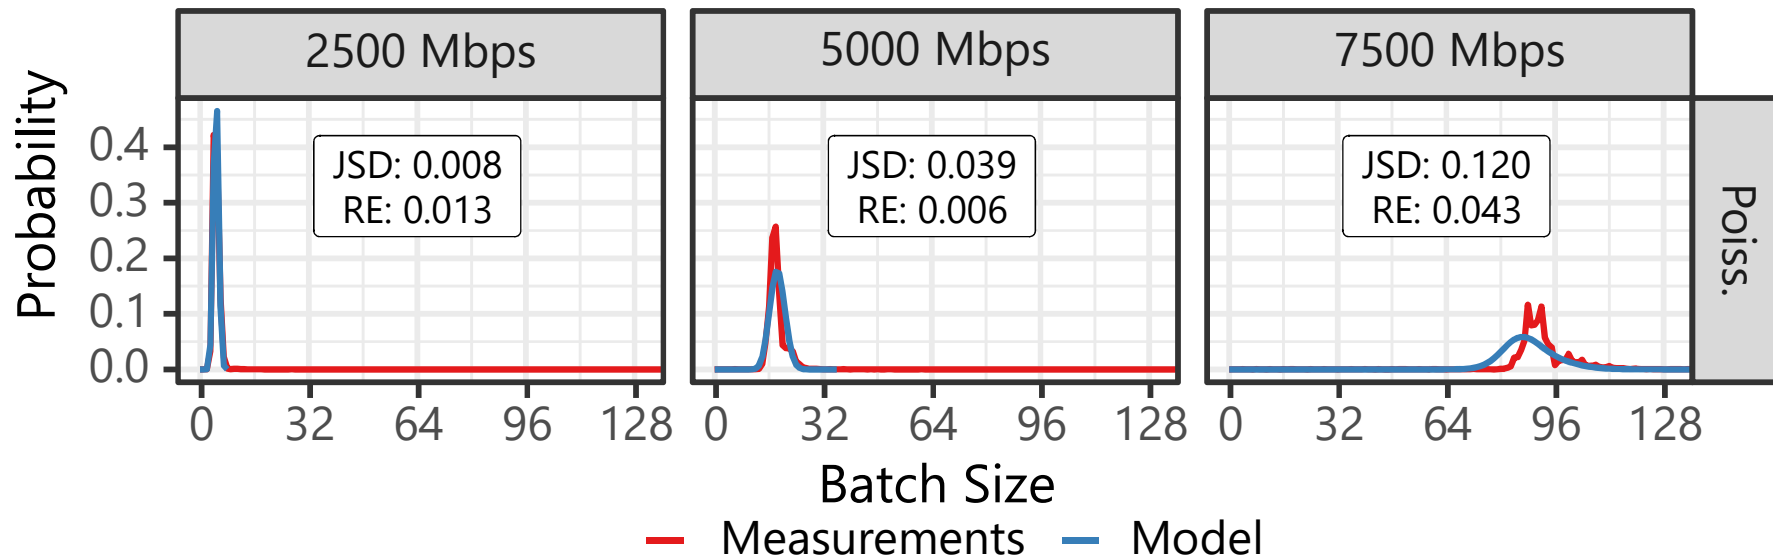 2500 Mbps
5000 Mbps
7500 Mbps
Probability
0.4
0.3
0.2
0.1
0.0
JSD: 0.008
RE: 0.013
JSD: 0.039
RE: 0.006
JSD: 0.120
RE: 0.043
Poiss.
0 32 64 96 128
0 32 64 96 128
0 32 64 96 128
Batch Size
Measurements
Model